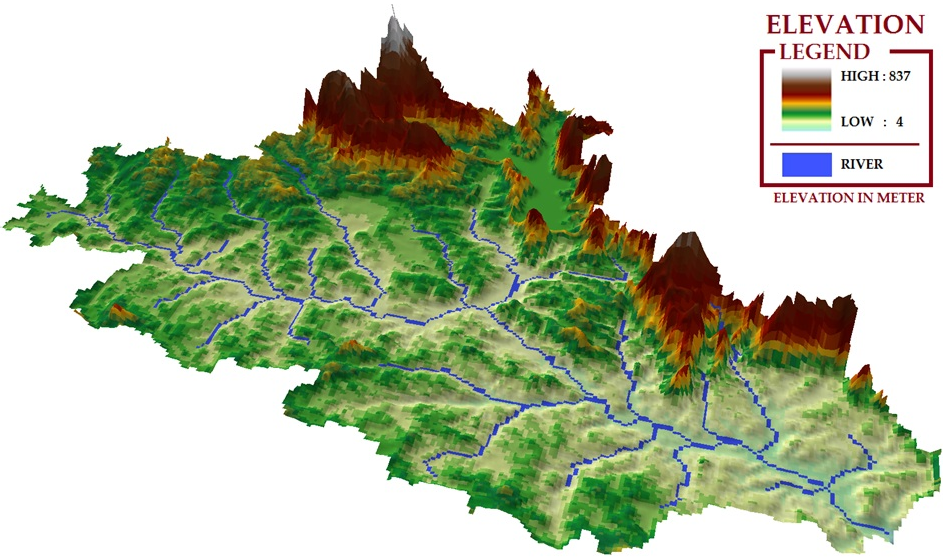 ELEVATION
LEGEND
HIGH : 837
LOW : 4
RIVER
ELEVATION IN METER